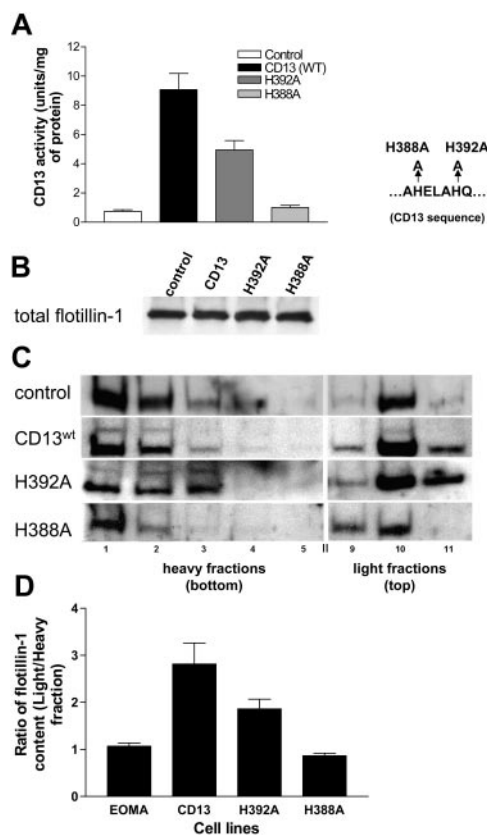 A
CD13 activity (units/mg
of protein)
12
10
8
6
4
2
0
Control
CD13 (WT)
H392A
H388A
H388A H392A
A A
...AHELAHQ...
(CD13 sequence)
B
control
CD13
H392A
H388A
total flotillin-1
C
control
CD13wt
H392A
H388A
1 2 3 4 5 II 9 10 11
heavy fractions
(bottom)
light fractions
(top)
D
Ratio of flotillin-1
content (Light/Heavy
fraction)
4
3
2
1
0
EOMA CD13 H392A H388A
Cell lines